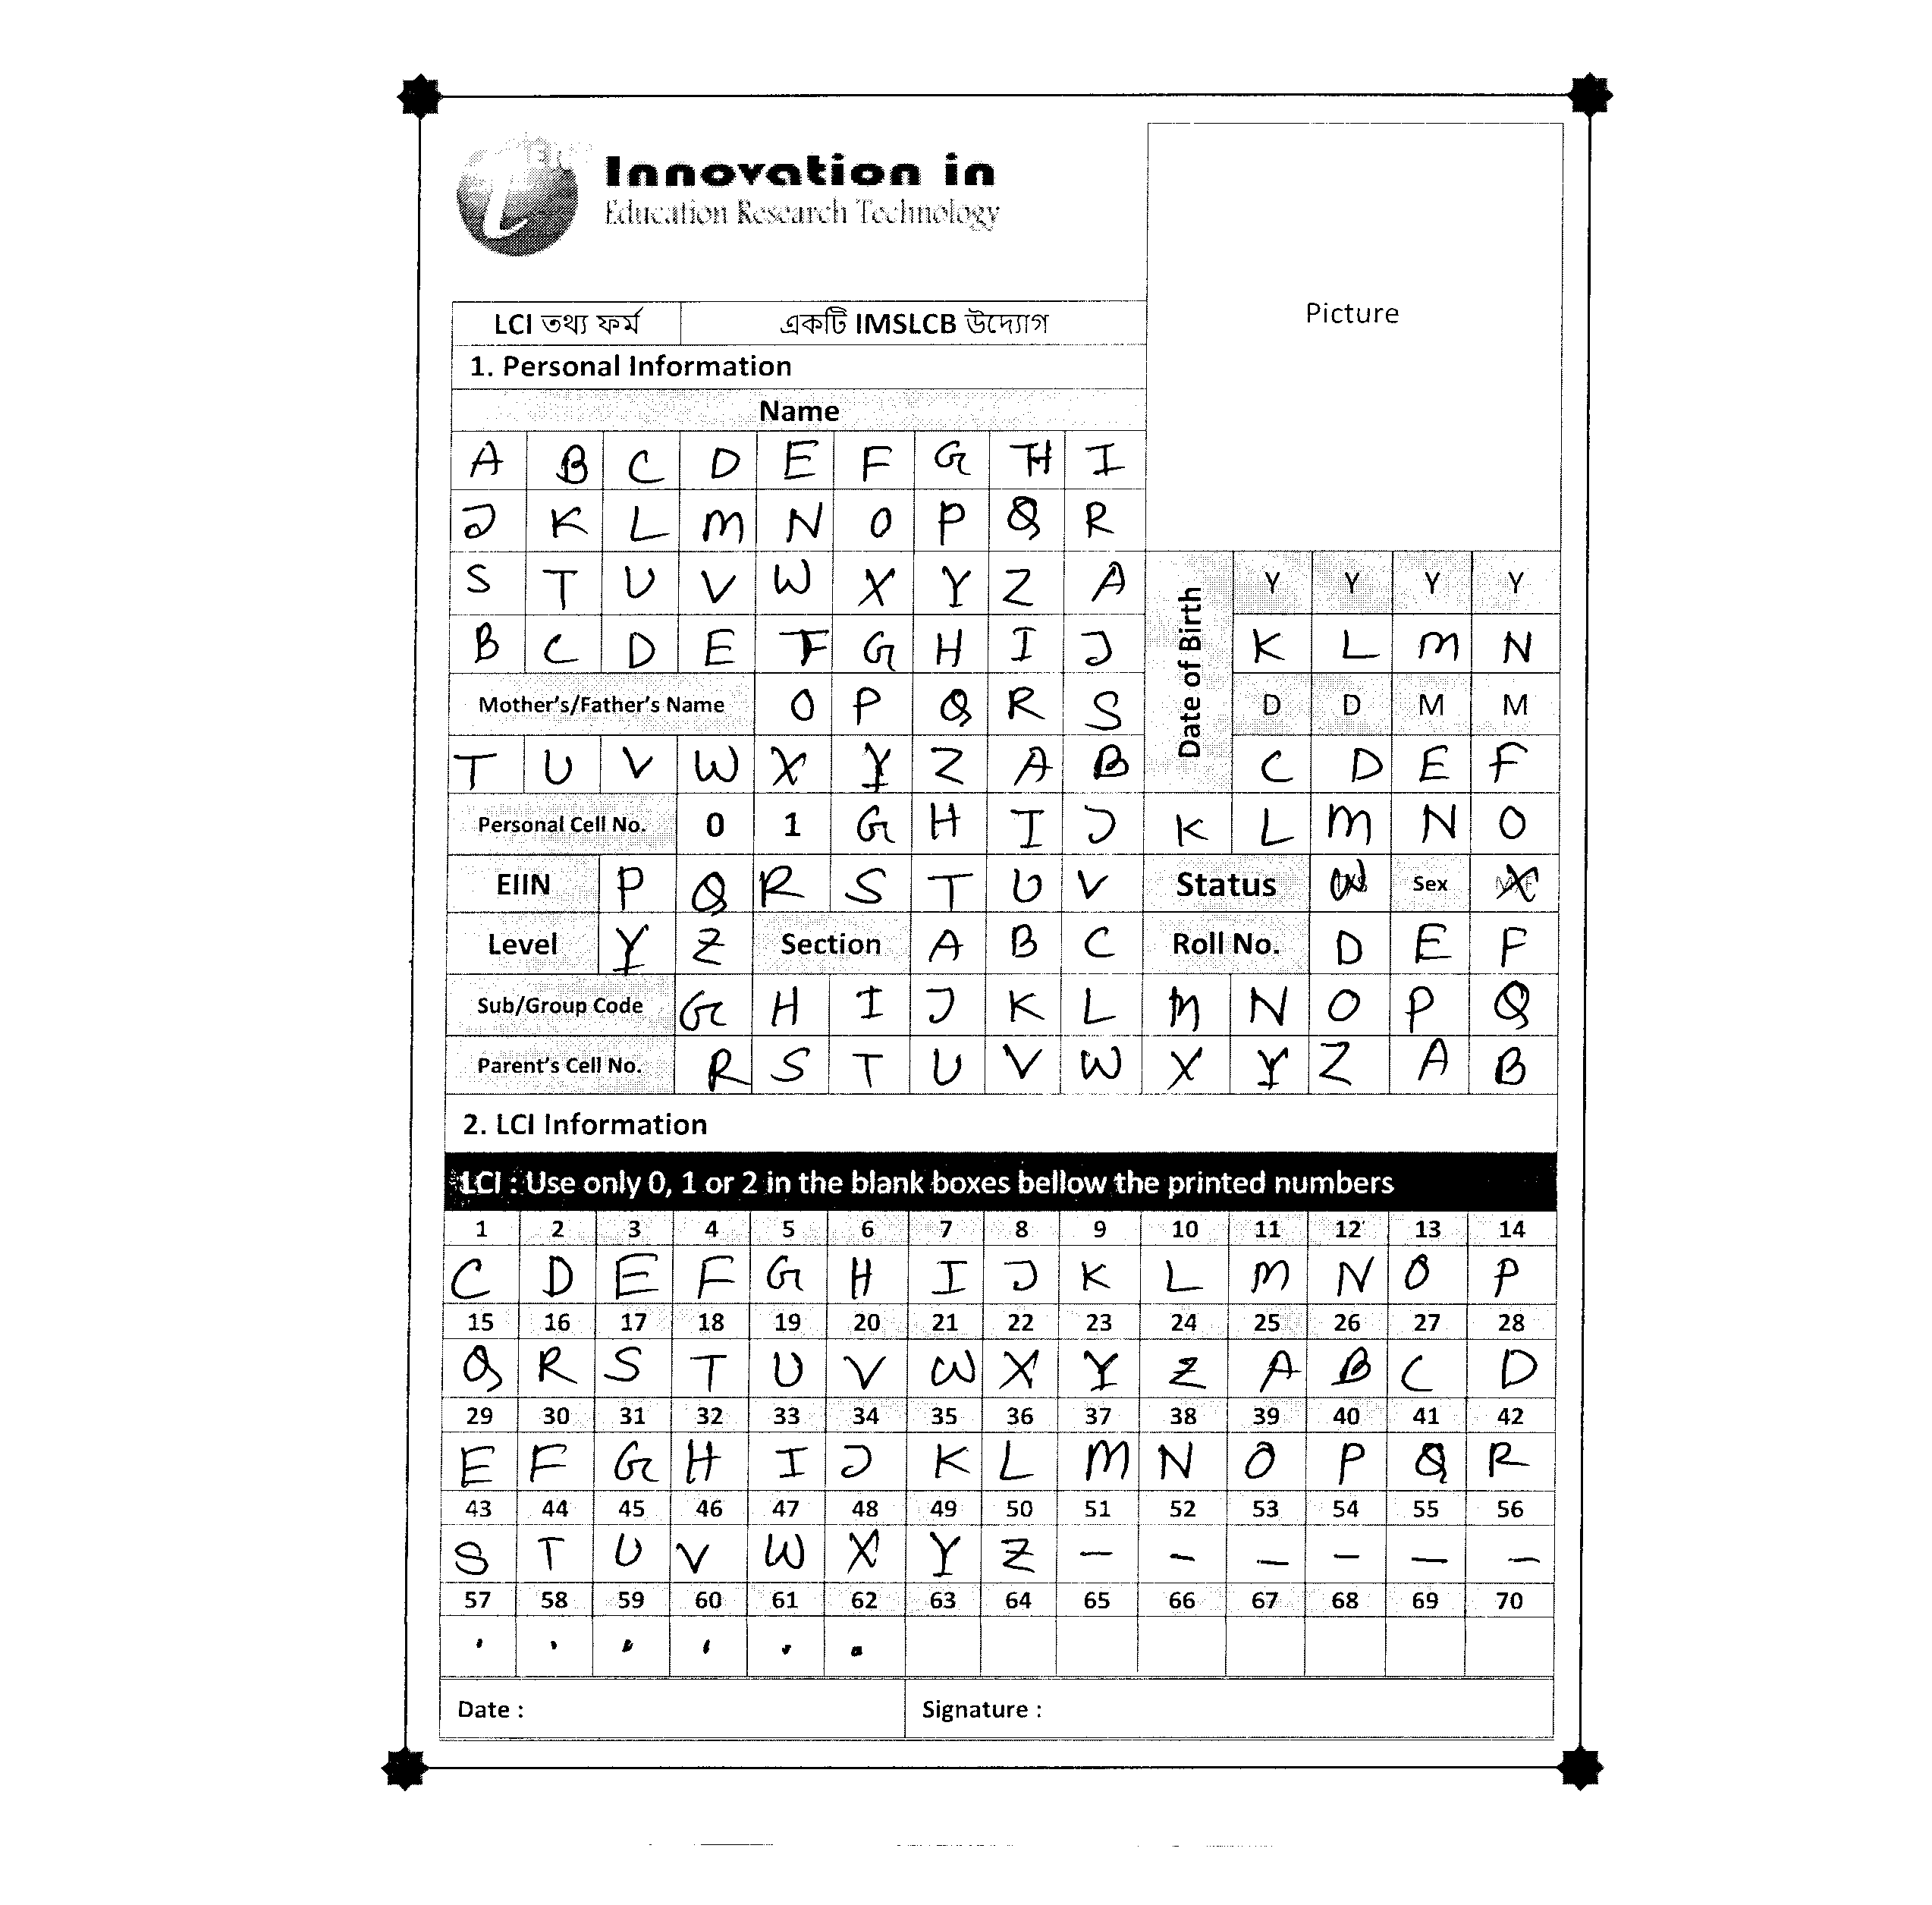 Innovation in
Education Research Technology
Picture
LCI তথ্য ফর্ম একটি IMSLCB উদ্যোগ
1. Personal Information
Name
A B C D E F G H I
J K L M N O P Q R
S T U V W X Y Z A Y Y Y Y
B C D E F G H I J K L M N
Date of Birth
Mother's/Father's Name O P Q R S D D M M
T U V W X Y Z A B C D E F
Personal Cell No. 0 1 G H I J K L M N O
EIIN P Q R S T U V Status W Sex X
Level Y Z Section A B C Roll No. D E F
Sub/Group Code G H I J K L M N O P Q
Parent's Cell No. R S T U V W X Y Z A B
2. LCI Information
LCI : Use only 0, 1 or 2 in the blank boxes bellow the printed numbers
1 2 3 4 5 6 7 8 9 10 11 12 13 14
C D E F G H I J K L M N O P
15 16 17 18 19 20 21 22 23 24 25 26 27 28
Q R S T U V W X Y Z A B C D
29 30 31 32 33 34 35 36 37 38 39 40 41 42
E F G H I J K L M N O P Q R
43 44 45 46 47 48 49 50 51 52 53 54 55 56
S T U V W X Y Z - - - - - -
57 58 59 60 61 62 63 64 65 66 67 68 69 70
. . . . . .
Date : Signature :